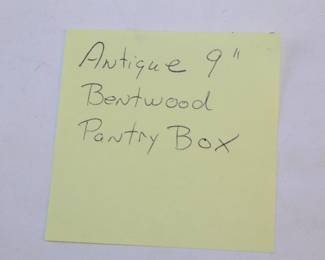 Antique 9"
Bentwood
Pantry Box